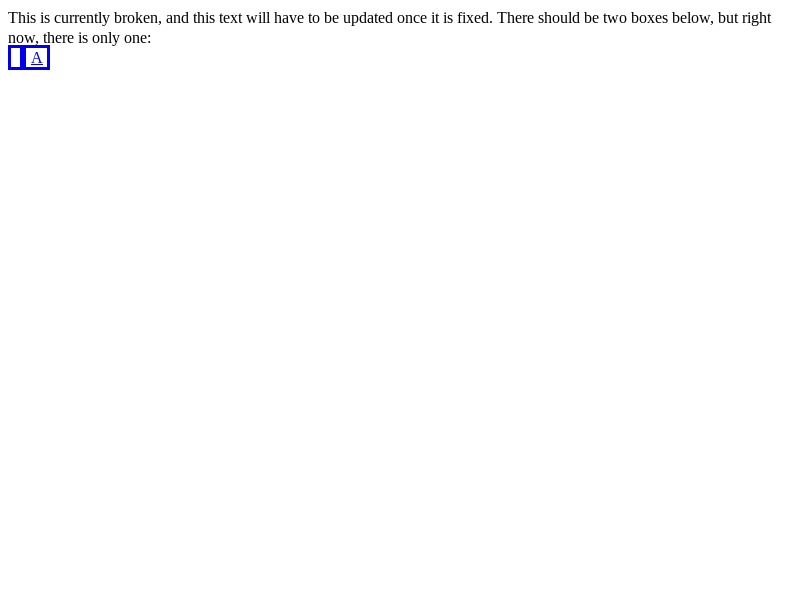 This is currently broken, and this text will have to be updated once it is fixed. There should be two boxes below, but right
now, there is only one:
A